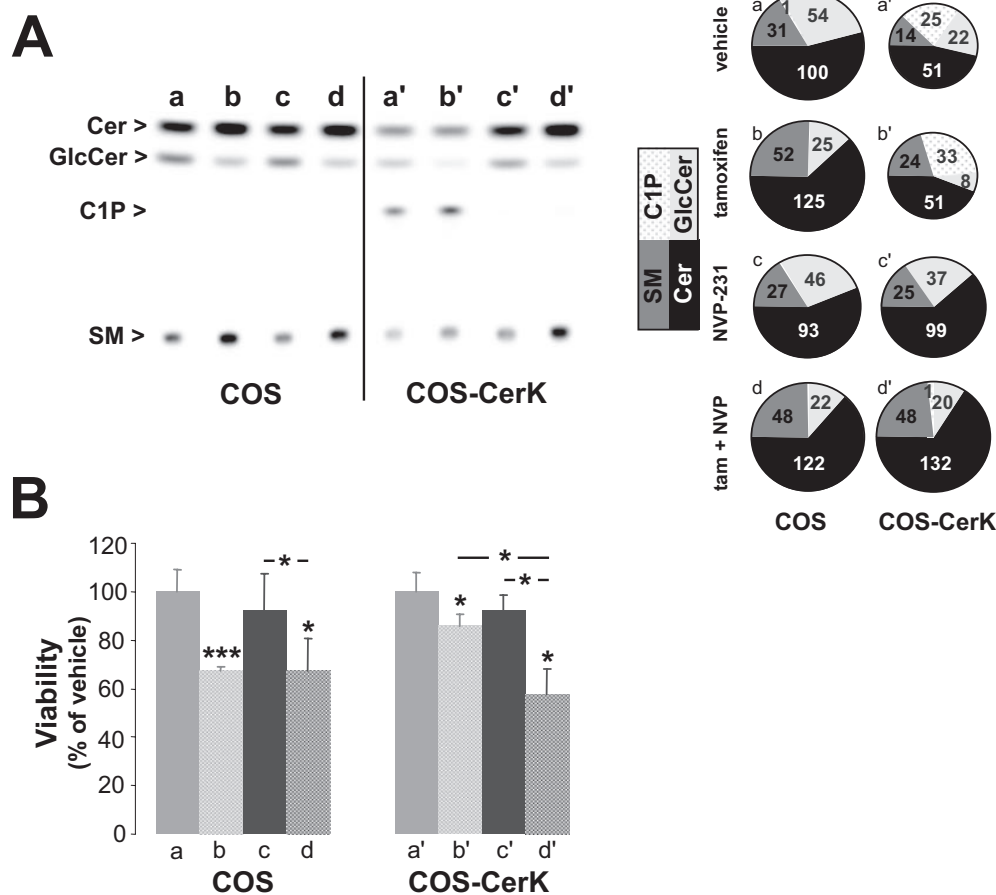 A
a b c d a' b' c' d'
Cer >
GlcCer >
C1P >
SM >
COS COS-CerK
C1P GlcCer
SM Cer
vehicle
a
1 54
31
100
a'
25
14 22
51
tamoxifen
b
52 25
125
b'
24 33
8
51
NVP-231
c
27 46
93
c'
25 37
99
tam + NVP
d
48 22
122
d'
1
48 20
132
COS COS-CerK
B
Viability
(% of vehicle)
120
100
80
60
40
20
0
***
*
- * -
*
*
— * —
- * -
a b c d a' b' c' d'
COS COS-CerK